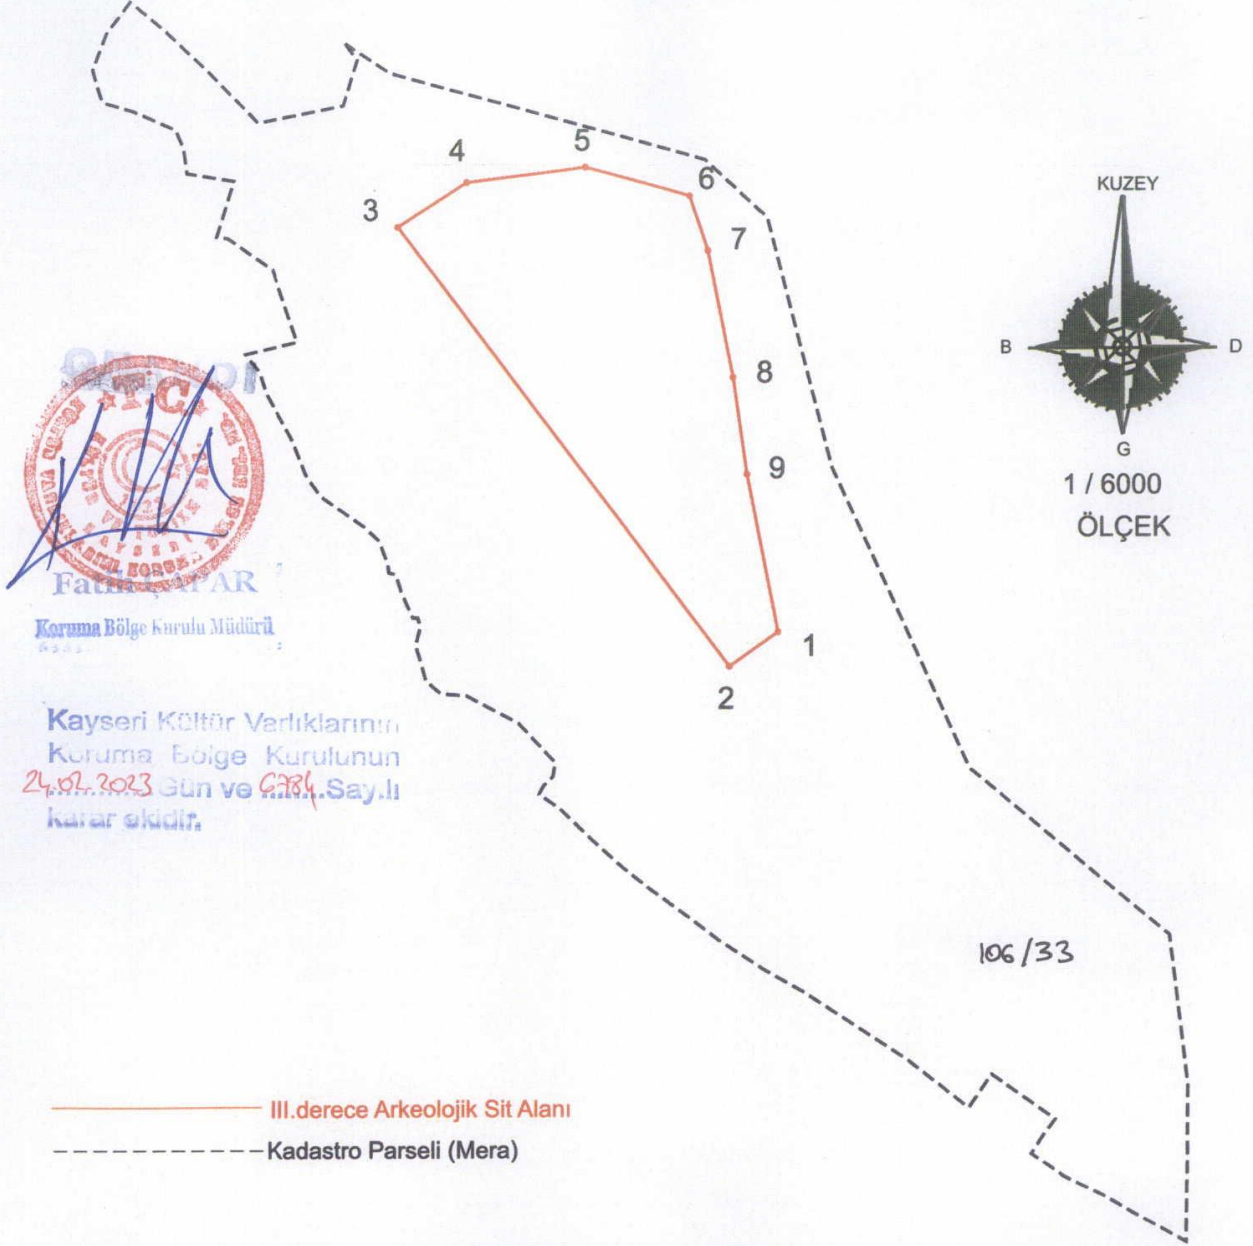 4
5
6
3
7
8
9
1
2
KUZEY
B
D
G
1 / 6000
ÖLÇEK
T.C.
Fatih ÇAPAR
Koruma Bölge Kurulu Müdürü
Kayseri Kültür Varlıklarının
Koruma Bölge Kurulunun
24.02.2023 Gün ve Sayılı
karar ekidir.
106/33
III.derece Arkeolojik Sit Alanı
Kadastro Parseli (Mera)